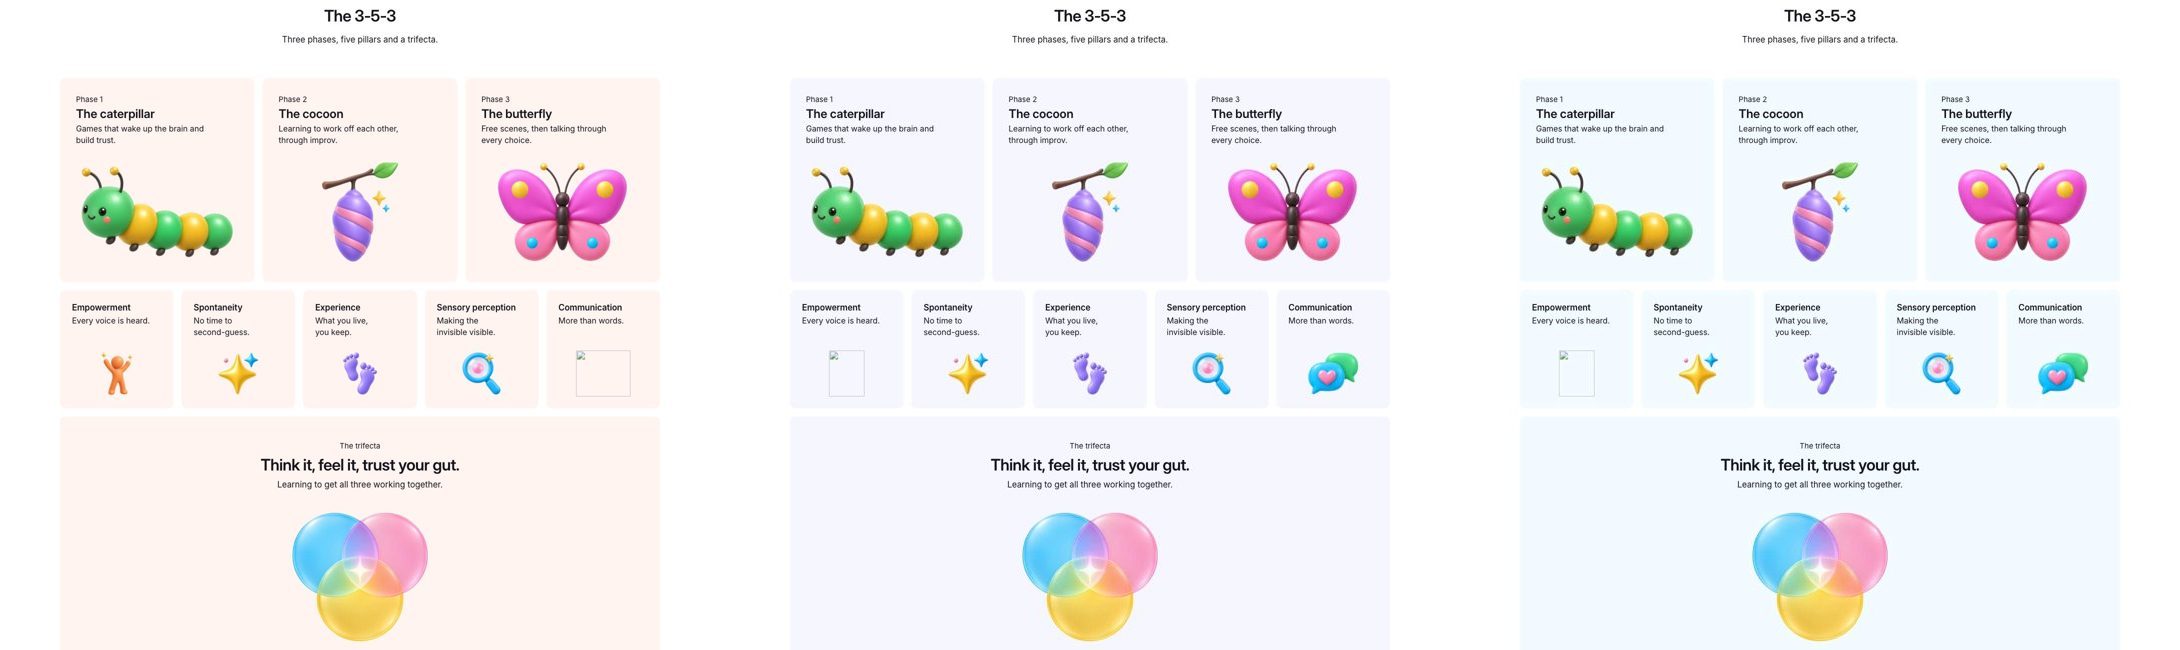 The 3-5-3
Three phases, five pillars and a trifecta.
Phase 1
The caterpillar
Games that wake up the brain and
build trust.
Phase 2
The cocoon
Learning to work off each other,
through improv.
Phase 3
The butterfly
Free scenes, then talking through
every choice.
Empowerment
Every voice is heard.
Spontaneity
No time to
second-guess.
Experience
What you live,
you keep.
Sensory perception
Making the
invisible visible.
Communication
More than words.
The trifecta
Think it, feel it, trust your gut.
Learning to get all three working together.
The 3-5-3
Three phases, five pillars and a trifecta.
Phase 1
The caterpillar
Games that wake up the brain and
build trust.
Phase 2
The cocoon
Learning to work off each other,
through improv.
Phase 3
The butterfly
Free scenes, then talking through
every choice.
Empowerment
Every voice is heard.
Spontaneity
No time to
second-guess.
Experience
What you live,
you keep.
Sensory perception
Making the
invisible visible.
Communication
More than words.
The trifecta
Think it, feel it, trust your gut.
Learning to get all three working together.
The 3-5-3
Three phases, five pillars and a trifecta.
Phase 1
The caterpillar
Games that wake up the brain and
build trust.
Phase 2
The cocoon
Learning to work off each other,
through improv.
Phase 3
The butterfly
Free scenes, then talking through
every choice.
Empowerment
Every voice is heard.
Spontaneity
No time to
second-guess.
Experience
What you live,
you keep.
Sensory perception
Making the
invisible visible.
Communication
More than words.
The trifecta
Think it, feel it, trust your gut.
Learning to get all three working together.